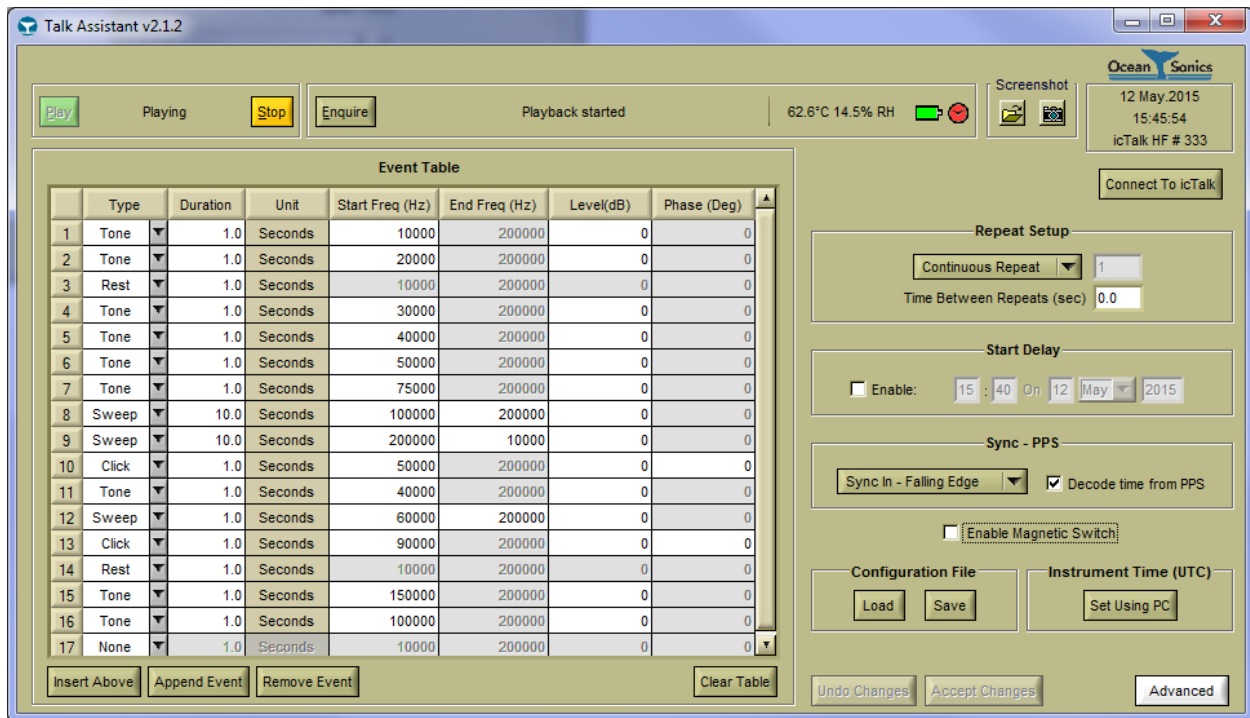 Talk Assistant v2.1.2
Ocean Sonics
Play Playing Stop Enquire Playback started 62.6°C 14.5% RH Screenshot
12 May.2015
15:45:54
icTalk HF # 333
Connect To icTalk
Event Table
Type Duration Unit Start Freq (Hz) End Freq (Hz) Level(dB) Phase (Deg)
1 Tone 1.0 Seconds 10000 200000 0 0
2 Tone 1.0 Seconds 20000 200000 0 0
3 Rest 1.0 Seconds 10000 200000 0 0
4 Tone 1.0 Seconds 30000 200000 0 0
5 Tone 1.0 Seconds 40000 200000 0 0
6 Tone 1.0 Seconds 50000 200000 0 0
7 Tone 1.0 Seconds 75000 200000 0 0
8 Sweep 10.0 Seconds 100000 200000 0 0
9 Sweep 10.0 Seconds 200000 10000 0 0
10 Click 1.0 Seconds 50000 200000 0 0
11 Tone 1.0 Seconds 40000 200000 0 0
12 Sweep 1.0 Seconds 60000 200000 0 0
13 Click 1.0 Seconds 90000 200000 0 0
14 Rest 1.0 Seconds 10000 200000 0 0
15 Tone 1.0 Seconds 150000 200000 0 0
16 Tone 1.0 Seconds 100000 200000 0 0
17 None 1.0 Seconds 10000 200000 0 0
Insert Above Append Event Remove Event Clear Table
Repeat Setup
Continuous Repeat 1
Time Between Repeats (sec) 0.0
Start Delay
Enable: 15 : 40 On 12 May 2015
Sync - PPS
Sync In - Falling Edge Decode time from PPS
Enable Magnetic Switch
Configuration File Instrument Time (UTC)
Load Save Set Using PC
Undo Changes Accept Changes Advanced